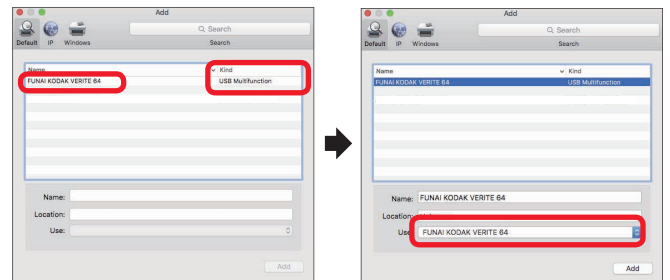 Add
Search
Default IP Windows Search
Name Kind
FUNAI KODAK VERITE 64 USB Multifunction
Name:
Location:
Use:
Add
Add
Search
Default IP Windows Search
Name Kind
FUNAI KODAK VERITE 64 USB Multifunction
Name: FUNAI KODAK VERITE 64
Location:
Use FUNAI KODAK VERITE 64
Add